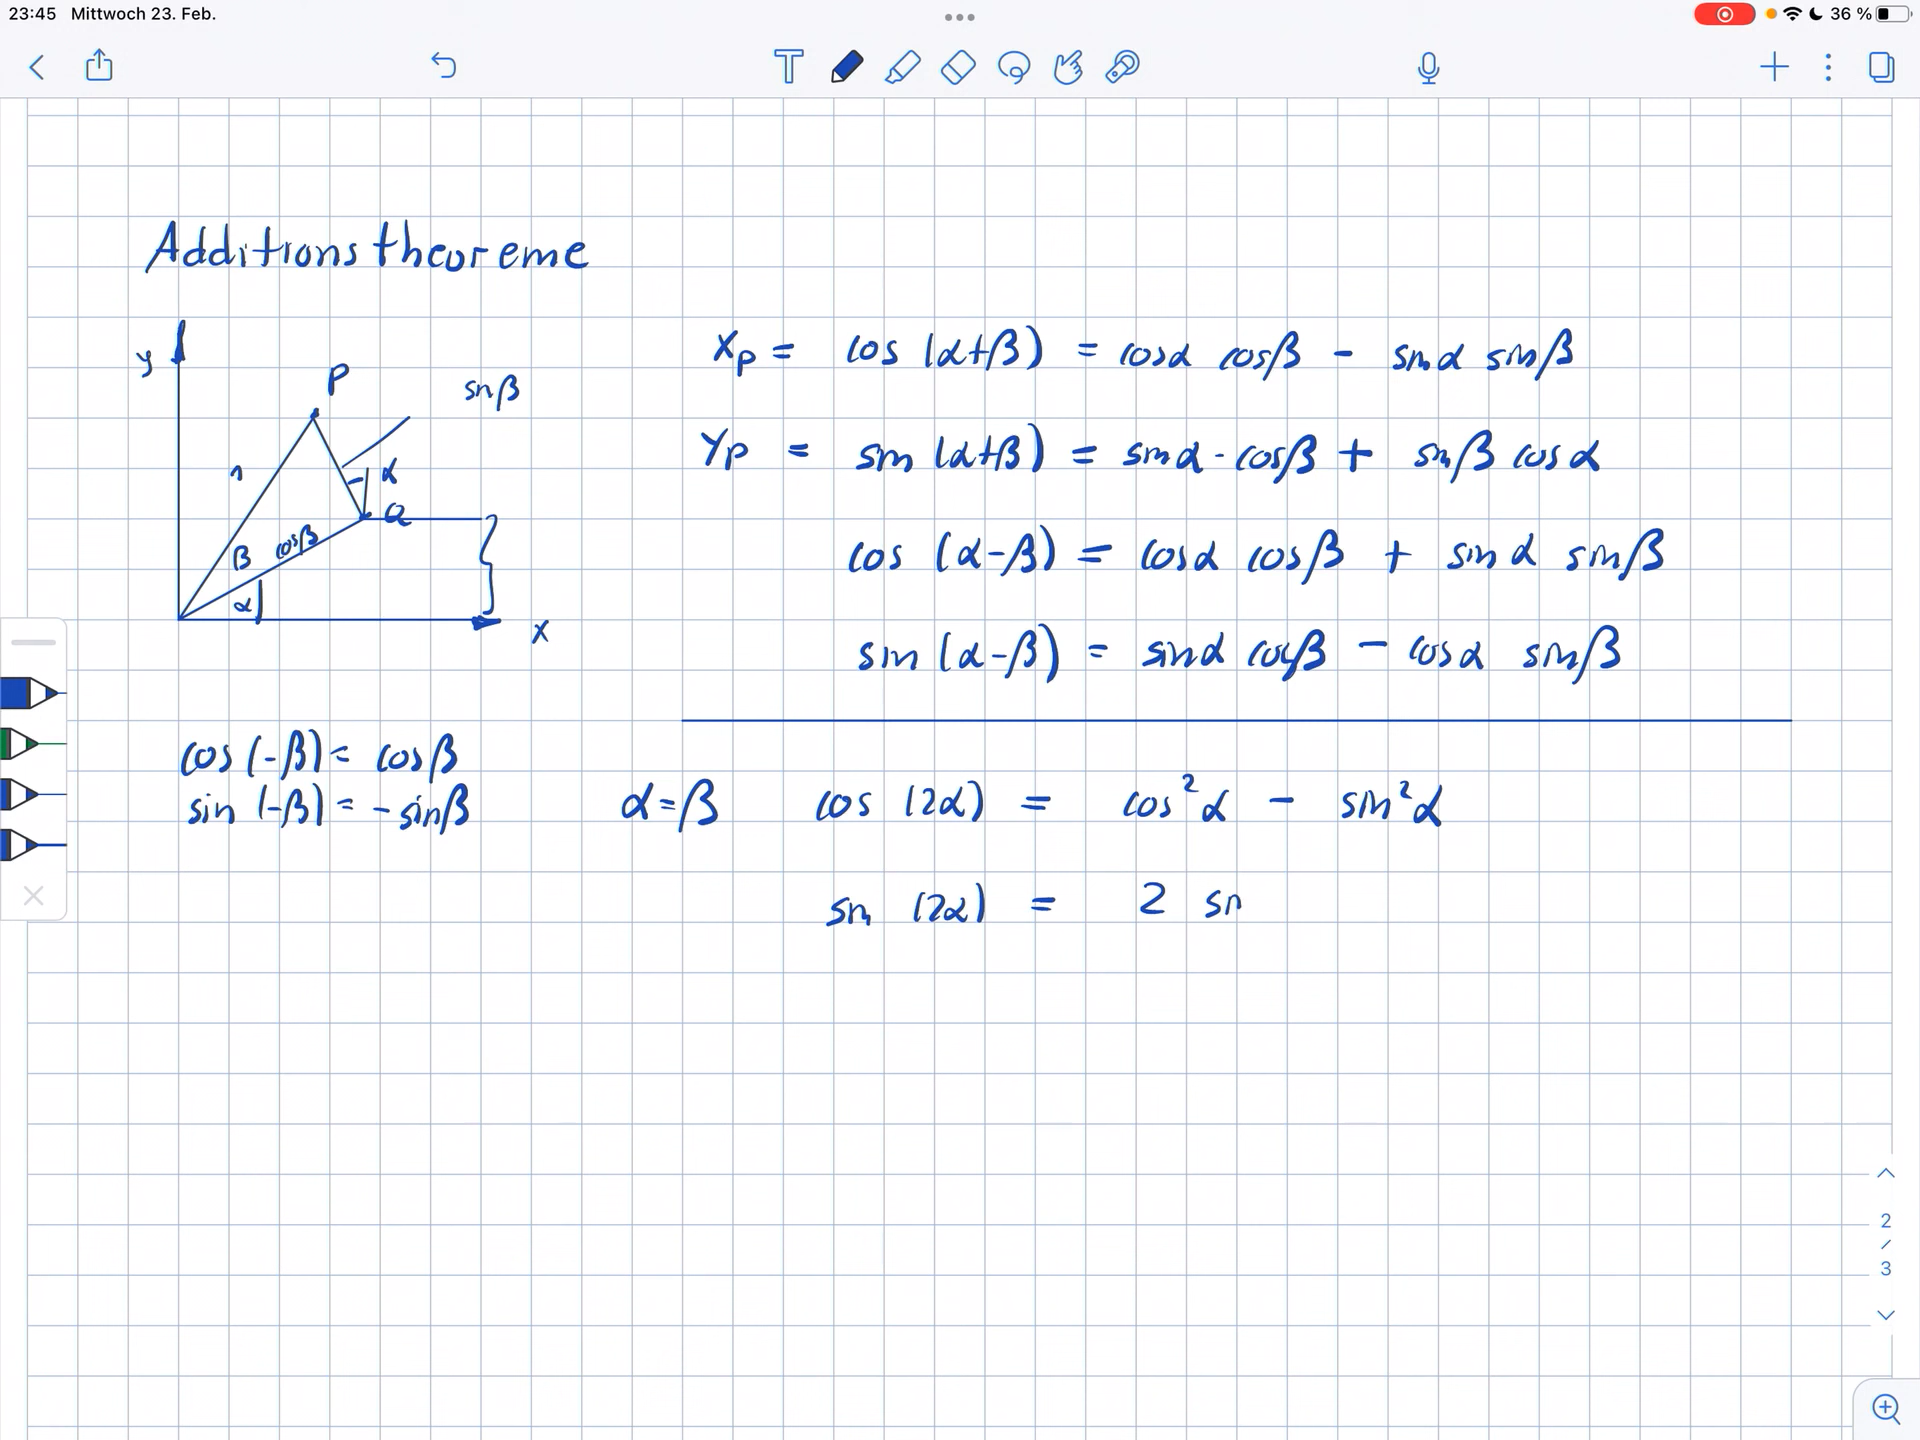 23:45 Mittwoch 23. Feb.
36 %
Additionstheoreme
y
P
sinβ
1
α
Q
β cosβ
α
x
xp = cos (α+β) = cosα cosβ - sinα sinβ
Yp = sin (α+β) = sinα · cosβ + sinβ cosα
cos (α-β) = cosα cosβ + sinα sinβ
sin (α-β) = sinα cosβ - cosα sinβ
cos (-β) = cosβ
sin (-β) = - sinβ
α = β cos (2α) = cos²α - sin²α
sin (2α) = 2 sin
2
/
3